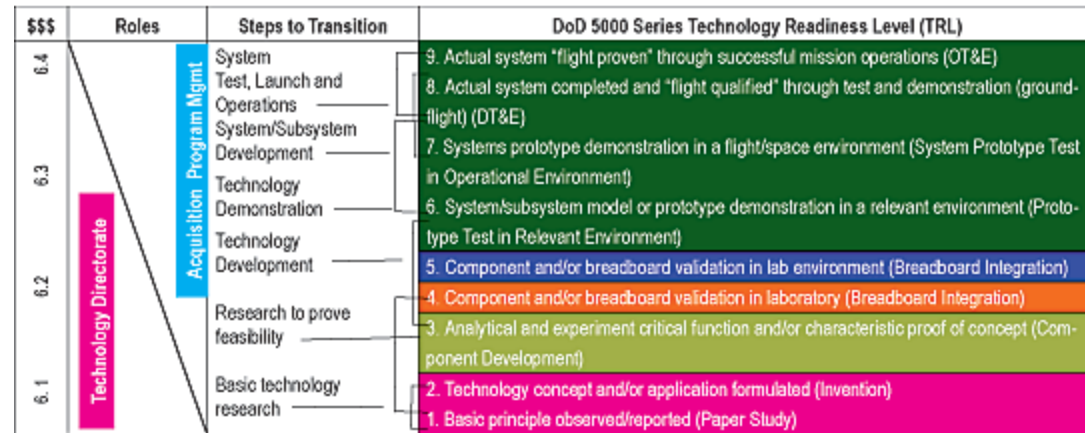 $$$ Roles Steps to Transition DoD 5000 Series Technology Readiness Level (TRL)
6.4
6.3
6.2
6.1
Technology Directorate
Acquisition Program Mgmt
System
Test, Launch and
Operations
System/Subsystem
Development
Technology
Demonstration
Technology
Development
Research to prove
feasibility
Basic technology
research
9. Actual system “flight proven” through successful mission operations (OT&E)
8. Actual system completed and “flight qualified” through test and demonstration (ground-
flight) (DT&E)
7. Systems prototype demonstration in a flight/space environment (System Prototype Test
in Operational Environment)
6. System/subsystem model or prototype demonstration in a relevant environment (Proto-
type Test in Relevant Environment)
5. Component and/or breadboard validation in lab environment (Breadboard Integration)
4. Component and/or breadboard validation in laboratory (Breadboard Integration)
3. Analytical and experiment critical function and/or characteristic proof of concept (Com-
ponent Development)
2. Technology concept and/or application formulated (Invention)
1. Basic principle observed/reported (Paper Study)